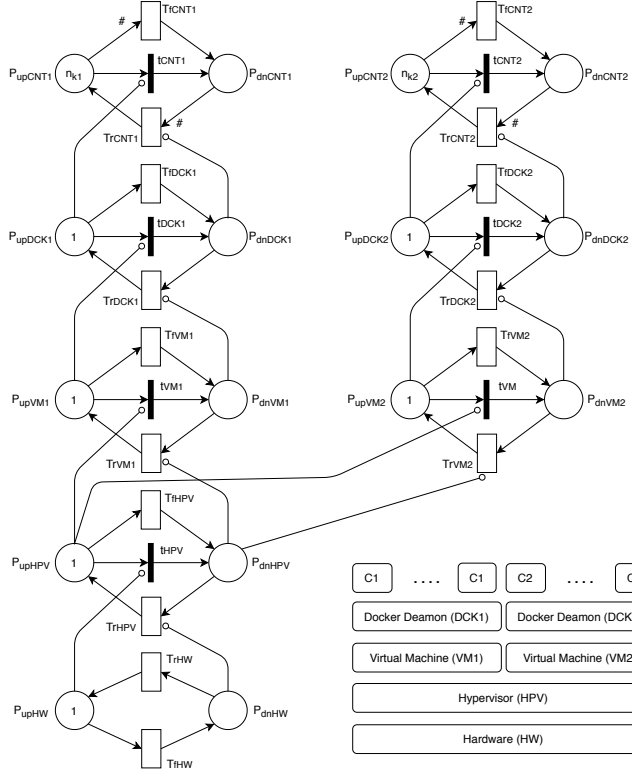 TfCNT1
#
tCNT1
PupCNT1
nk1
PdnCNT1
TrCNT1
#
TfDCK1
tDCK1
PupDCK1
1
PdnDCK1
TrDCK1
TfVM1
tVM1
PupVM1
1
PdnVM1
TrVM1
TfHPV
tHPV
PupHPV
1
PdnHPV
TrHPV
TrHW
PupHW
1
PdnHW
TfHW
TfCNT2
#
tCNT2
PupCNT2
nk2
PdnCNT2
TrCNT2
#
TfDCK2
tDCK2
PupDCK2
1
PdnDCK2
TrDCK2
TfVM2
tVM
PupVM2
1
PdnVM2
TrVM2
C1 .... C1 C2 .... C
Docker Deamon (DCK1) Docker Deamon (DCK
Virtual Machine (VM1) Virtual Machine (VM2
Hypervisor (HPV)
Hardware (HW)